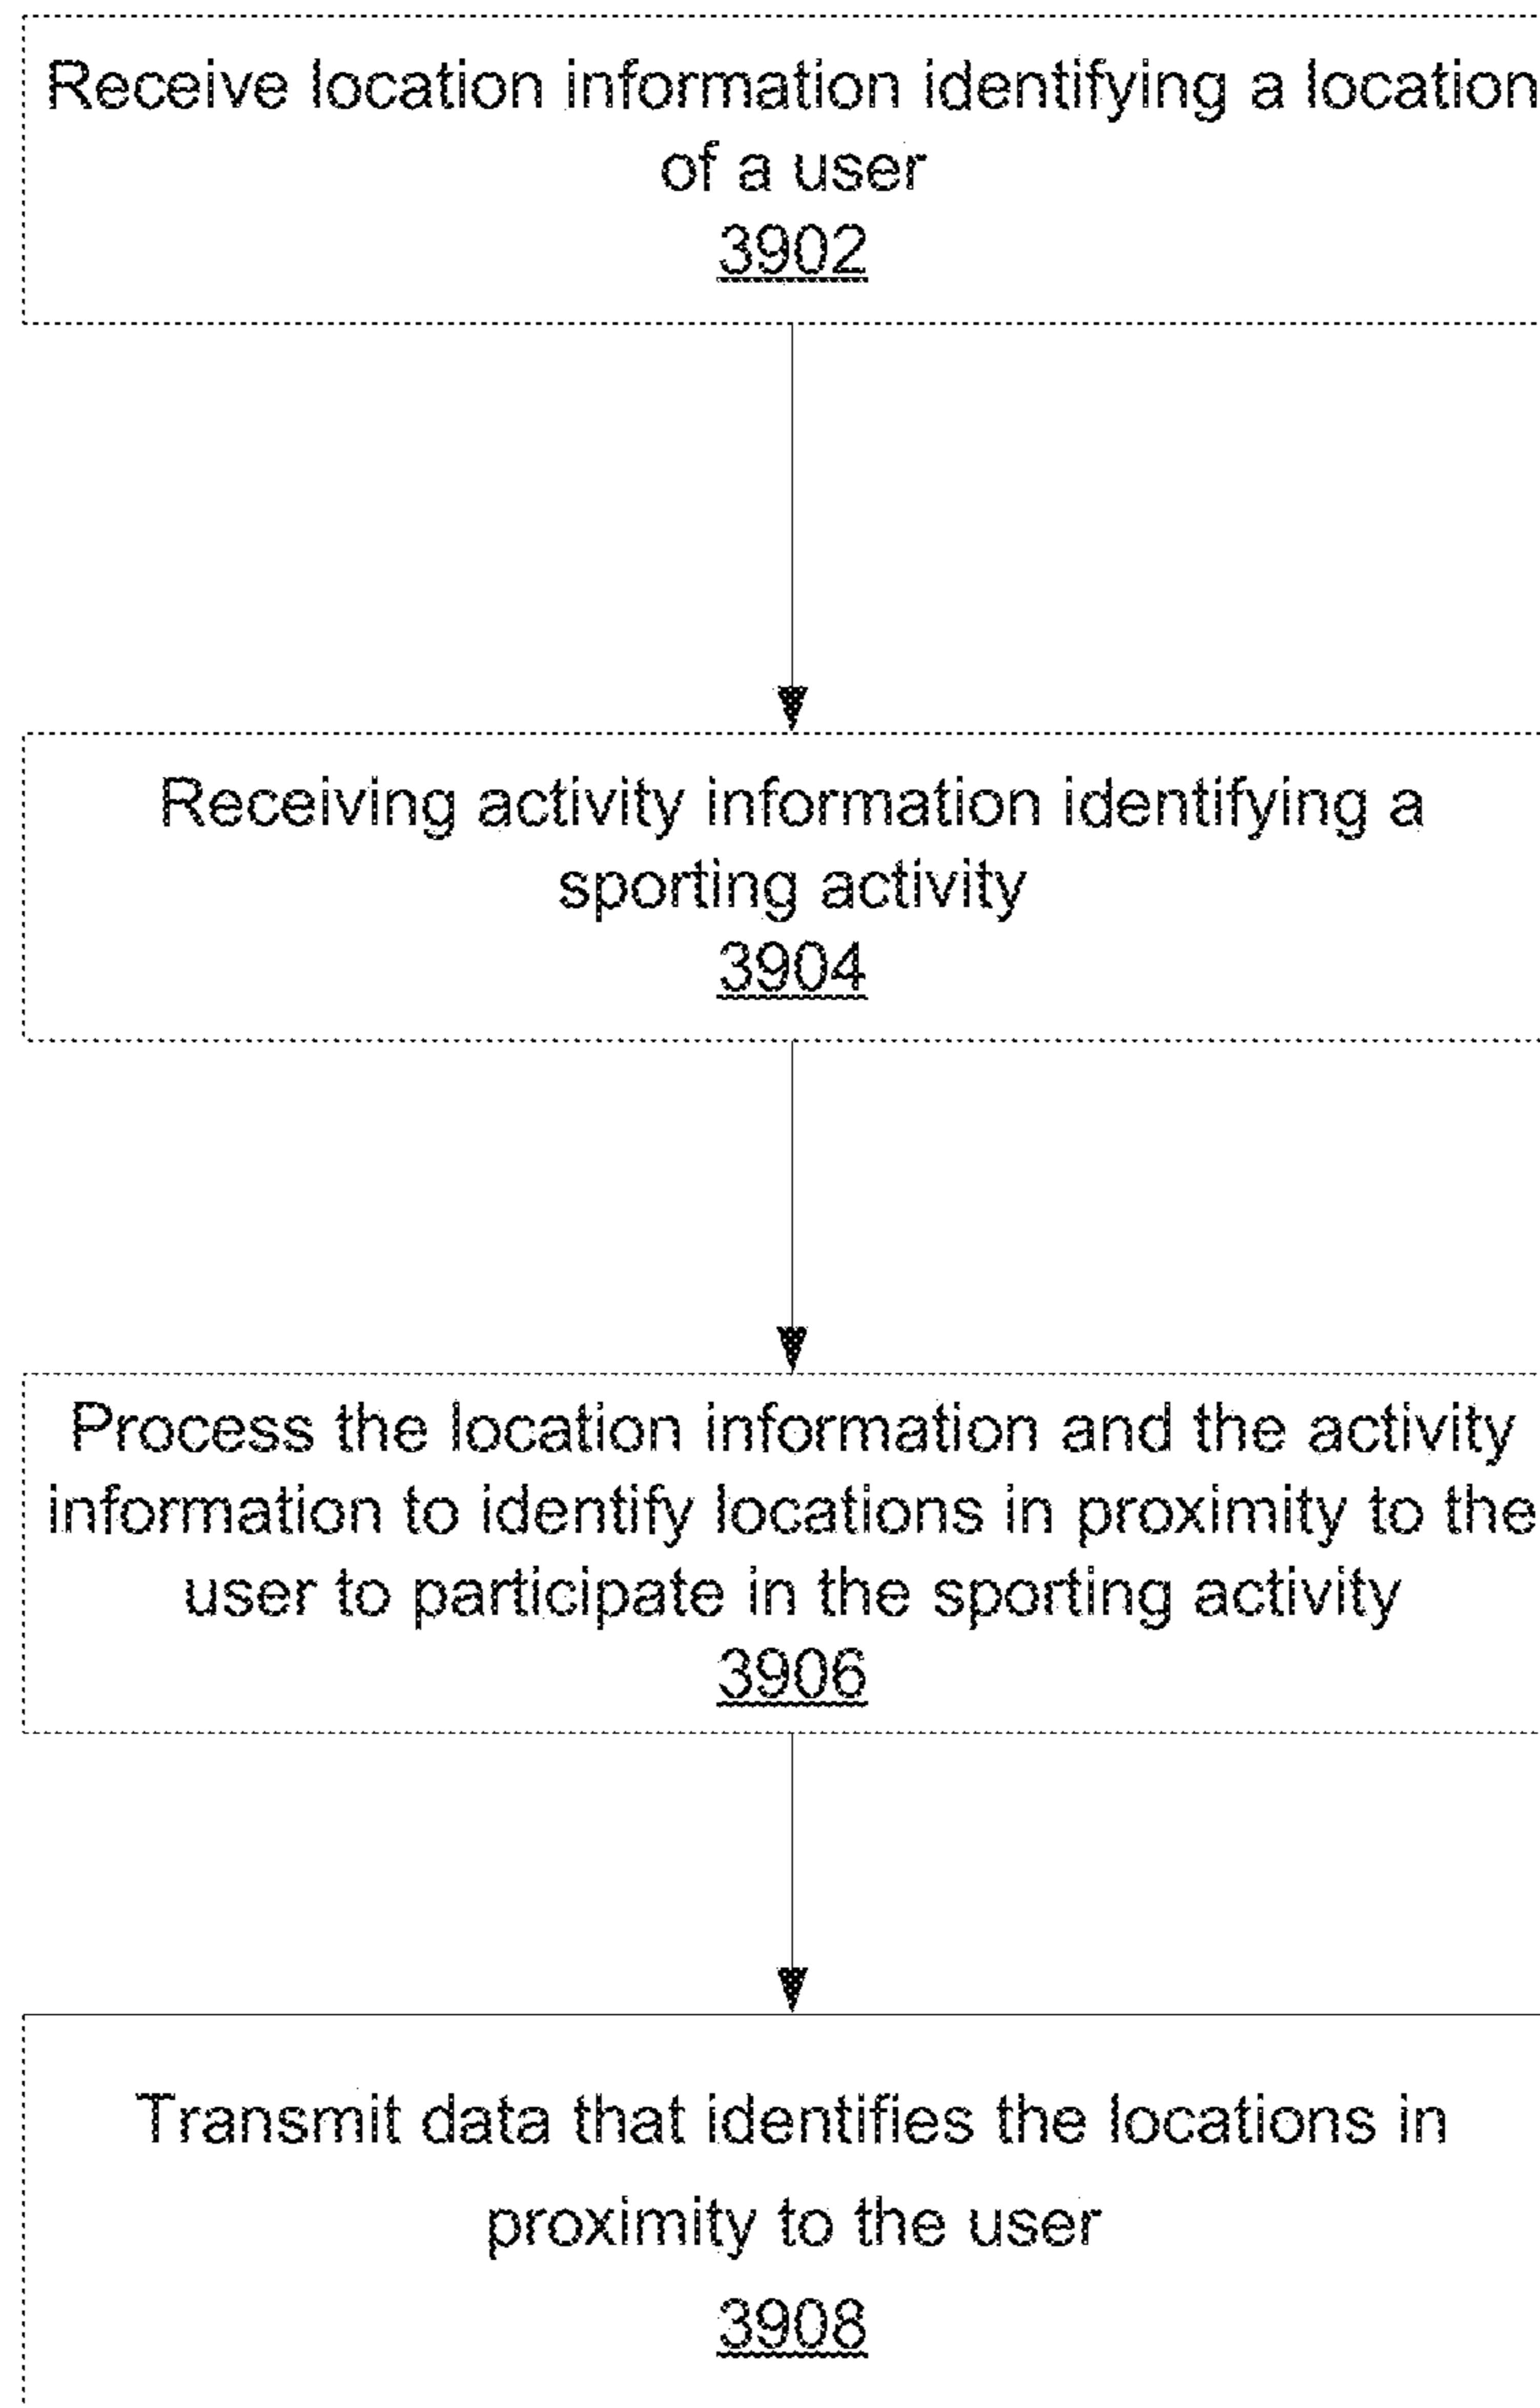 Receive location information identifying a location
of a user
3902
Receiving activity information identifying a
sporting activity
3904
Process the location information and the activity
information to identify locations in proximity to the
user to participate in the sporting activity
3906
Transmit data that identifies the locations in
proximity to the user
3908